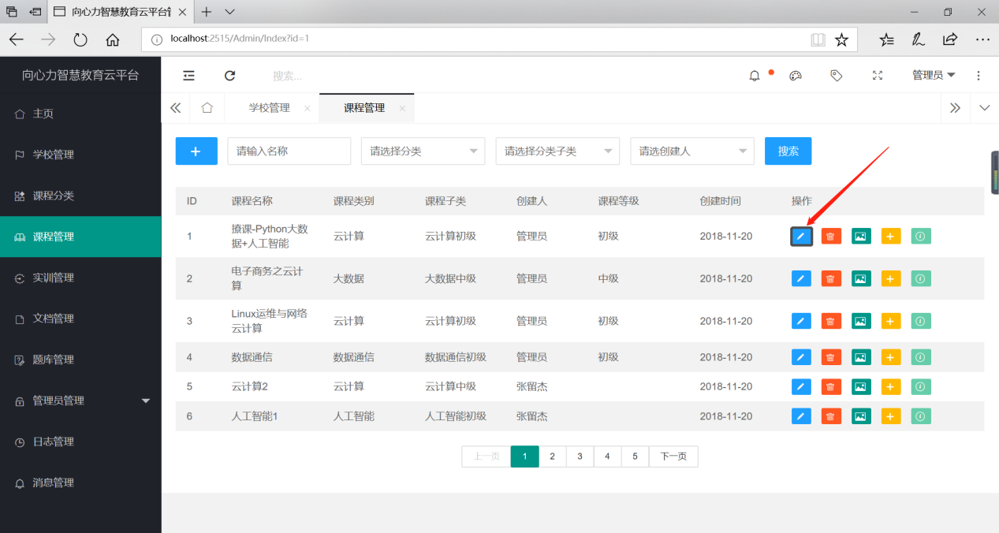 向心力智慧教育云平台管
localhost:2515/Admin/Index?id=1
向心力智慧教育云平台
搜索...
管理员
主页
学校管理
课程分类
课程管理
实训管理
文档管理
题库管理
管理员管理
日志管理
消息管理
学校管理
课程管理
请输入名称
请选择分类
请选择分类子类
请选创建人
搜索
ID 课程名称 课程类别 课程子类 创建人 课程等级 创建时间 操作
1 撩课-Python大数 云计算 云计算初级 管理员 初级 2018-11-20
据+人工智能
2 电子商务之云计 大数据 大数据中级 管理员 中级 2018-11-20
算
3 Linux运维与网络 云计算 云计算初级 管理员 初级 2018-11-20
云计算
4 数据通信 数据通信 数据通信初级 管理员 初级 2018-11-20
5 云计算2 云计算 云计算中级 张留杰 2018-11-20
6 人工智能1 人工智能 人工智能初级 张留杰 2018-11-20
上一页 1 2 3 4 5 下一页